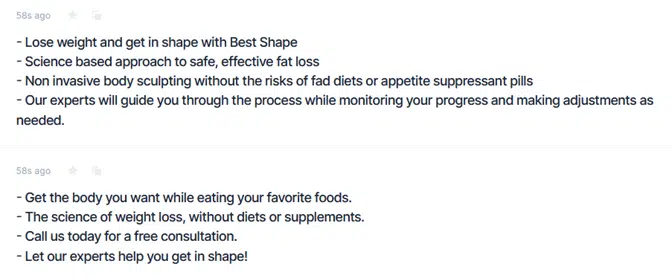 58s ago
- Lose weight and get in shape with Best Shape
- Science based approach to safe, effective fat loss
- Non invasive body sculpting without the risks of fad diets or appetite suppressant pills
- Our experts will guide you through the process while monitoring your progress and making adjustments as
needed.
58s ago
- Get the body you want while eating your favorite foods.
- The science of weight loss, without diets or supplements.
- Call us today for a free consultation.
- Let our experts help you get in shape!